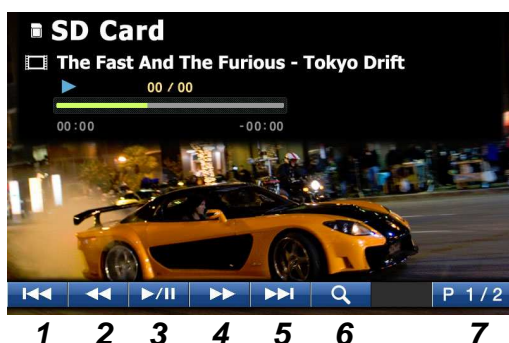 SD Card
The Fast And The Furious - Tokyo Drift
00 / 00
00:00 -00:00
P 1/2
1 2 3 4 5 6 7